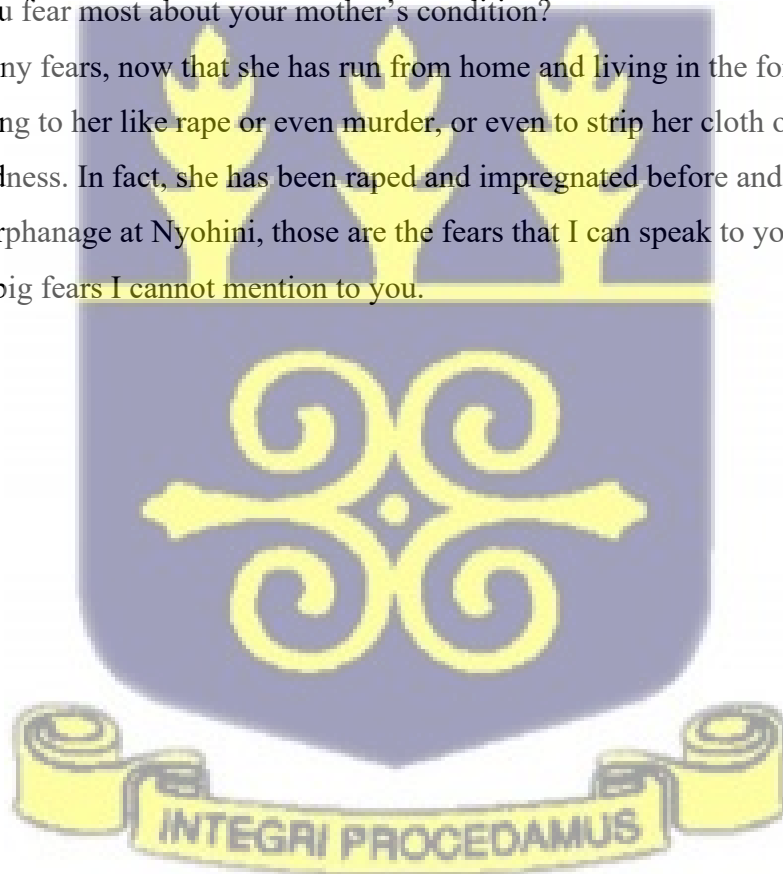 u fear most about your mother’s condition?
ny fears, now that she has run from home and living in the fo
ng to her like rape or even murder, or even to strip her cloth o
dness. In fact, she has been raped and impregnated before and
rphanage at Nyohini, those are the fears that I can speak to yo
big fears I cannot mention to you.
INTEGRI PROCEDAMUS